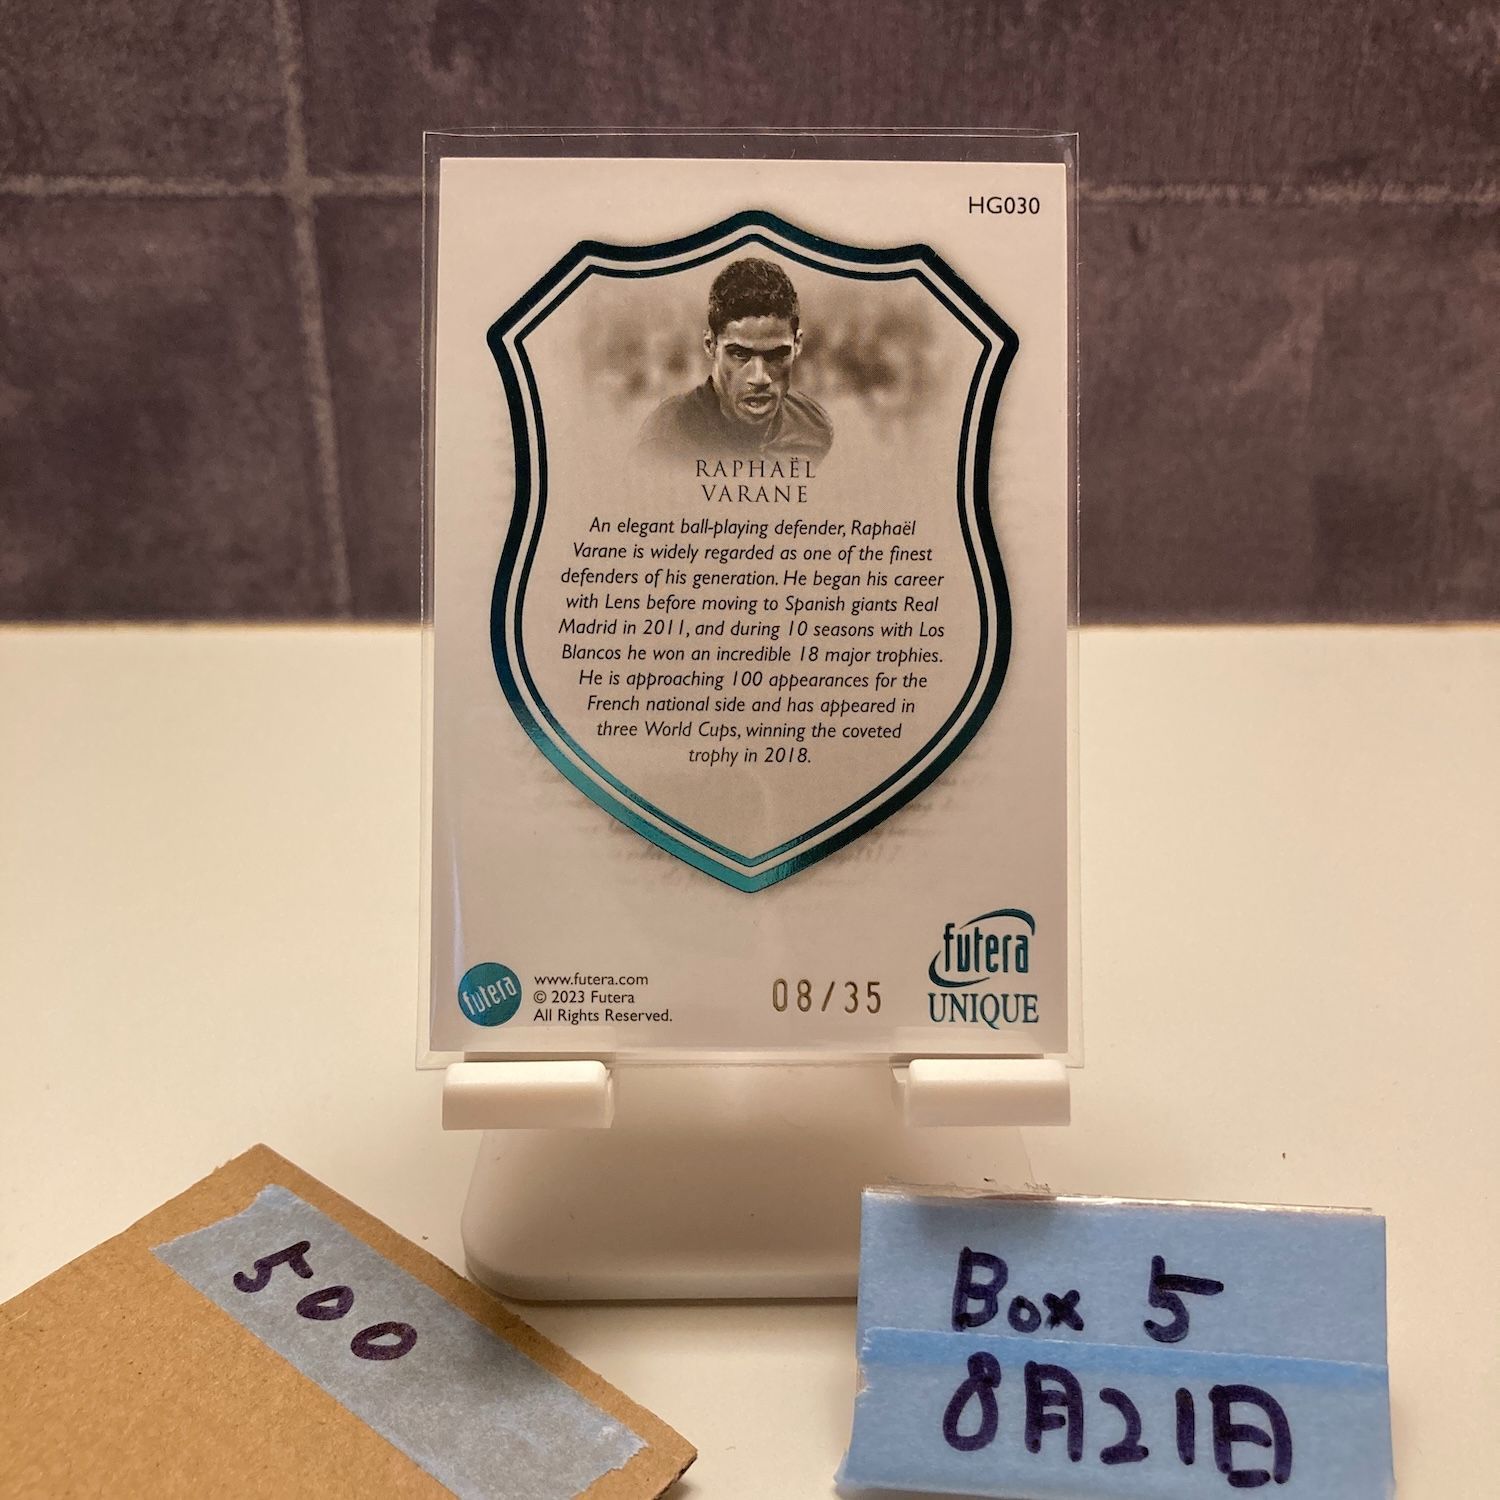 HG030
RAPHAËL
VARANE
An elegant ball-playing defender, Raphaël
Varane is widely regarded as one of the finest
defenders of his generation. He began his career
with Lens before moving to Spanish giants Real
Madrid in 2011, and during 10 seasons with Los
Blancos he won an incredible 18 major trophies.
He is approaching 100 appearances for the
French national side and has appeared in
three World Cups, winning the coveted
trophy in 2018.
futera
www.futera.com
© 2023 Futera
All Rights Reserved.
08/35
futera
UNIQUE
500
Box 5
8月21日